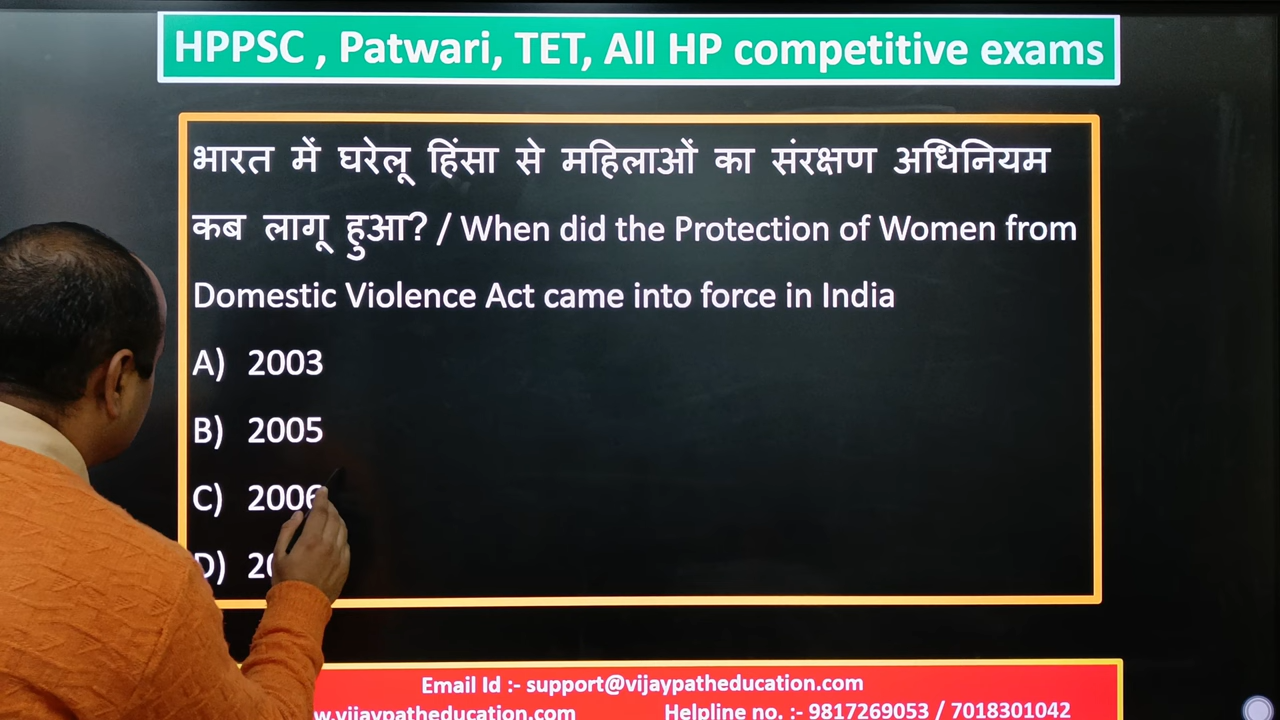 HPPSC , Patwari, TET, All HP competitive exams
भारत में घरेलू हिंसा से महिलाओं का संरक्षण अधिनियम
कब लागू हुआ? / When did the Protection of Women from
Domestic Violence Act came into force in India
A) 2003
B) 2005
C) 2006
D)
Email Id :- support@vijaypatheducation.com
Helpline no. :- 9817269053 / 7018301042